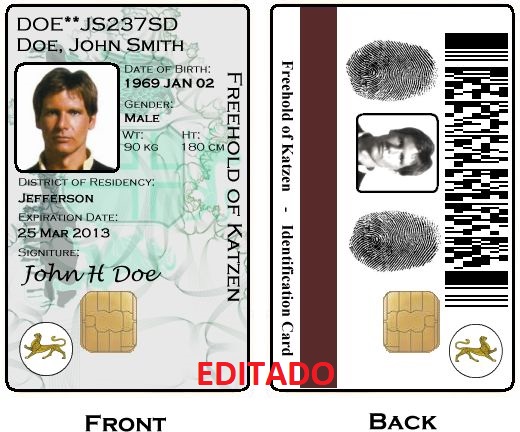 DOE**JS237SD
DOE, JOHN SMITH
DATE OF BIRTH:
1969 JAN 02
GENDER:
MALE
WT: HT:
90 KG 180 CM
DISTRICT OF RESIDENCY:
JEFFERSON
EXPIRATION DATE:
25 MAR 2013
SIGNITURE:
John H Doe
FREEHOLD OF KATZEN
Freehold of Katzen - Identification Card
EDITADO
FRONT
BACK